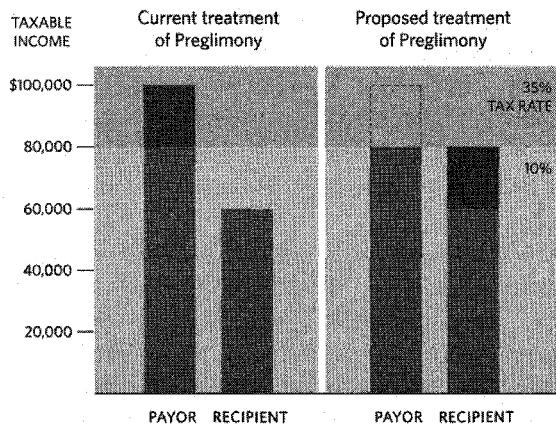 TAXABLE
INCOME
Current treatment
of Preglimony
Proposed treatment
of Preglimony
$100,000
80,000
60,000
40,000
20,000
35%
TAX RATE
10%
PAYOR RECIPIENT
PAYOR RECIPIENT